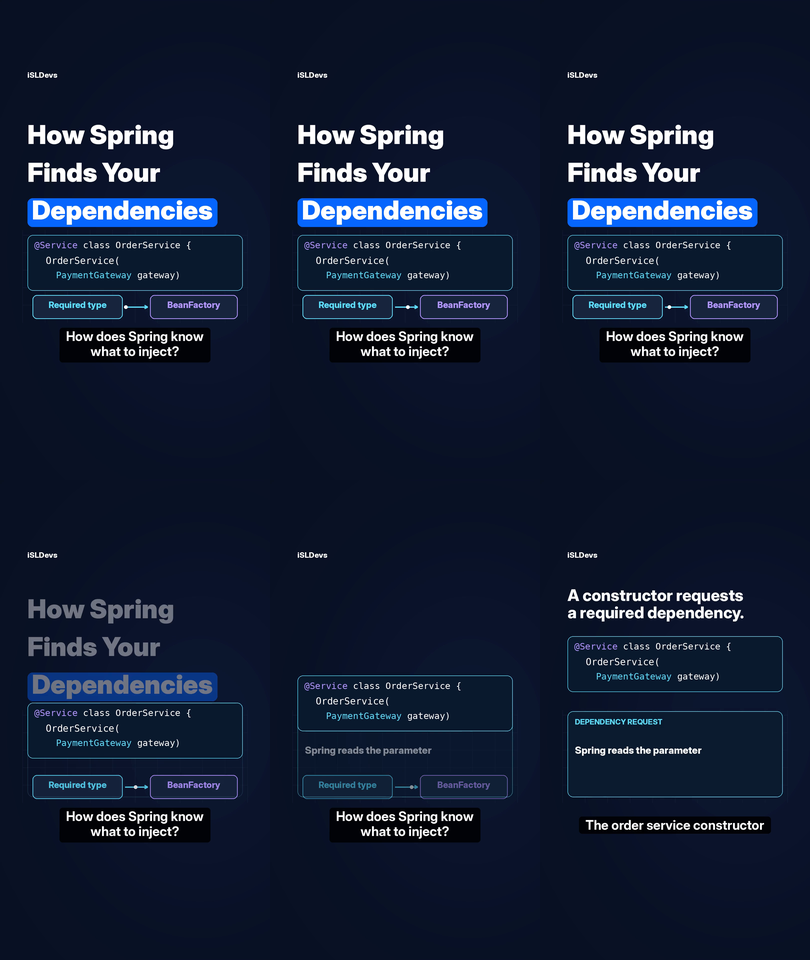 iSLDevs
How Spring
Finds Your
Dependencies
@Service class OrderService {
OrderService(
PaymentGateway gateway)
Required type
BeanFactory
How does Spring know
what to inject?
iSLDevs
How Spring
Finds Your
Dependencies
@Service class OrderService {
OrderService(
PaymentGateway gateway)
Required type
BeanFactory
How does Spring know
what to inject?
iSLDevs
How Spring
Finds Your
Dependencies
@Service class OrderService {
OrderService(
PaymentGateway gateway)
Required type
BeanFactory
How does Spring know
what to inject?
iSLDevs
How Spring
Finds Your
Dependencies
@Service class OrderService {
OrderService(
PaymentGateway gateway)
Required type
BeanFactory
How does Spring know
what to inject?
iSLDevs
@Service class OrderService {
OrderService(
PaymentGateway gateway)
Spring reads the parameter
Required type
BeanFactory
How does Spring know
what to inject?
iSLDevs
A constructor requests
a required dependency.
@Service class OrderService {
OrderService(
PaymentGateway gateway)
DEPENDENCY REQUEST
Spring reads the parameter
The order service constructor